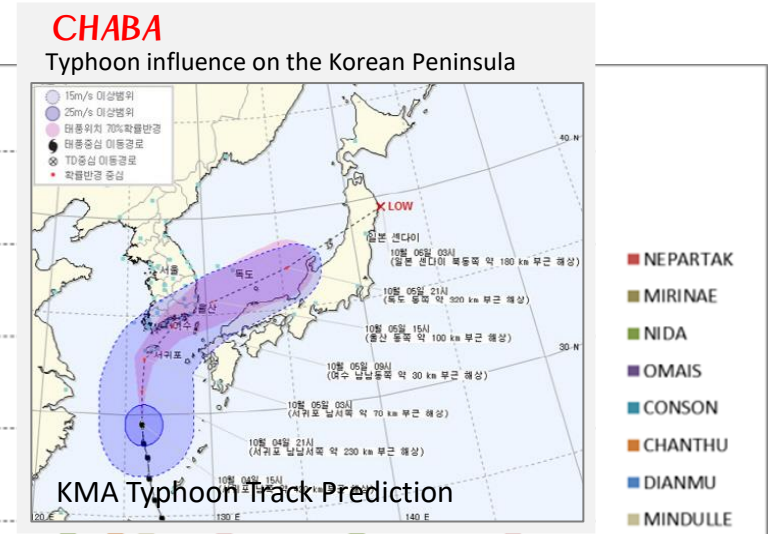 CHABA
Typhoon influence on the Korean Peninsula
15m/s 이상범위
25m/s 이상범위
태풍위치 70%확률반경
태풍중심 이동경로
TD중심 이동경로
확률반경 중심
40 N
LOW
일본 센다이
10월 06일 03시
(일본 센다이 북동쪽 약 180 km 부근 해상)
서울
독도
10월 05일 21시
(독도 동쪽 약 320 km 부근 해상)
울산
여수
10월 05일 15시
(울산 동쪽 약 100 km 부근 해상)
30 N
서귀포
10월 05일 09시
(여수 남남동쪽 약 30 km 부근 해상)
10월 05일 03시
(서귀포 남서쪽 약 70 km 부근 해상)
10월 04일 21시
(서귀포 남남서쪽 약 230 km 부근 해상)
10월 04일 15시
KMA Typhoon Track Prediction
120 E
130 E
140 E
NEPARTAK
MIRINAE
NIDA
OMAIS
CONSON
CHANTHU
DIANMU
MINDULLE